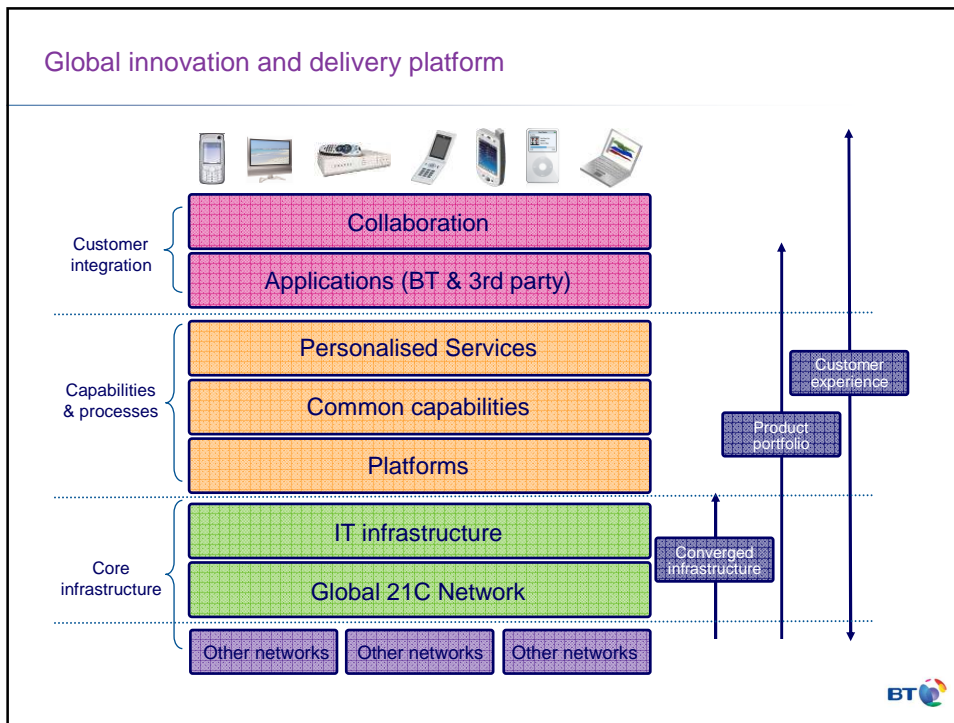 Global innovation and delivery platform
Collaboration
Customer
integration
Applications (BT & 3rd party)
Personalised Services
Customer
experience
Capabilities
& processes
Common capabilities
Product
portfolio
Platforms
IT infrastructure
Converged
infrastructure
Core
infrastructure
Global 21C Network
Other networks
Other networks
Other networks
BT